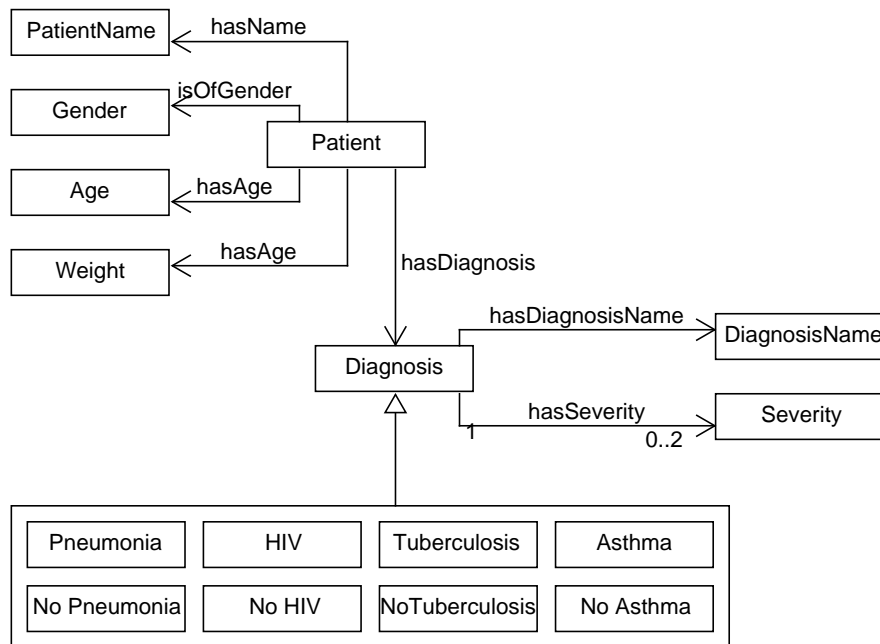 PatientName
hasName
isOfGender
Gender
Patient
Age
hasAge
Weight
hasAge
hasDiagnosis
hasDiagnosisName
DiagnosisName
Diagnosis
hasSeverity
Severity
1
0..2
Pneumonia
HIV
Tuberculosis
Asthma
No Pneumonia
No HIV
NoTuberculosis
No Asthma